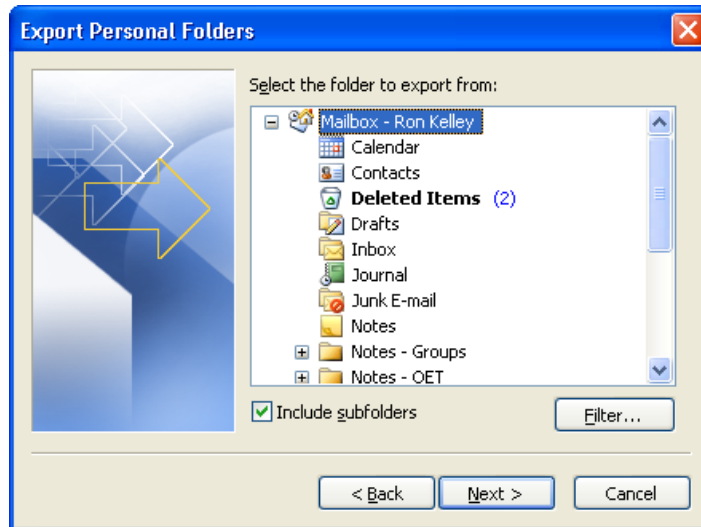 Export Personal Folders
Select the folder to export from:
Mailbox - Ron Kelley
Calendar
Contacts
Deleted Items (2)
Drafts
Inbox
Journal
Junk E-mail
Notes
Notes - Groups
Notes - OET
Include subfolders
Filter...
< Back
Next >
Cancel